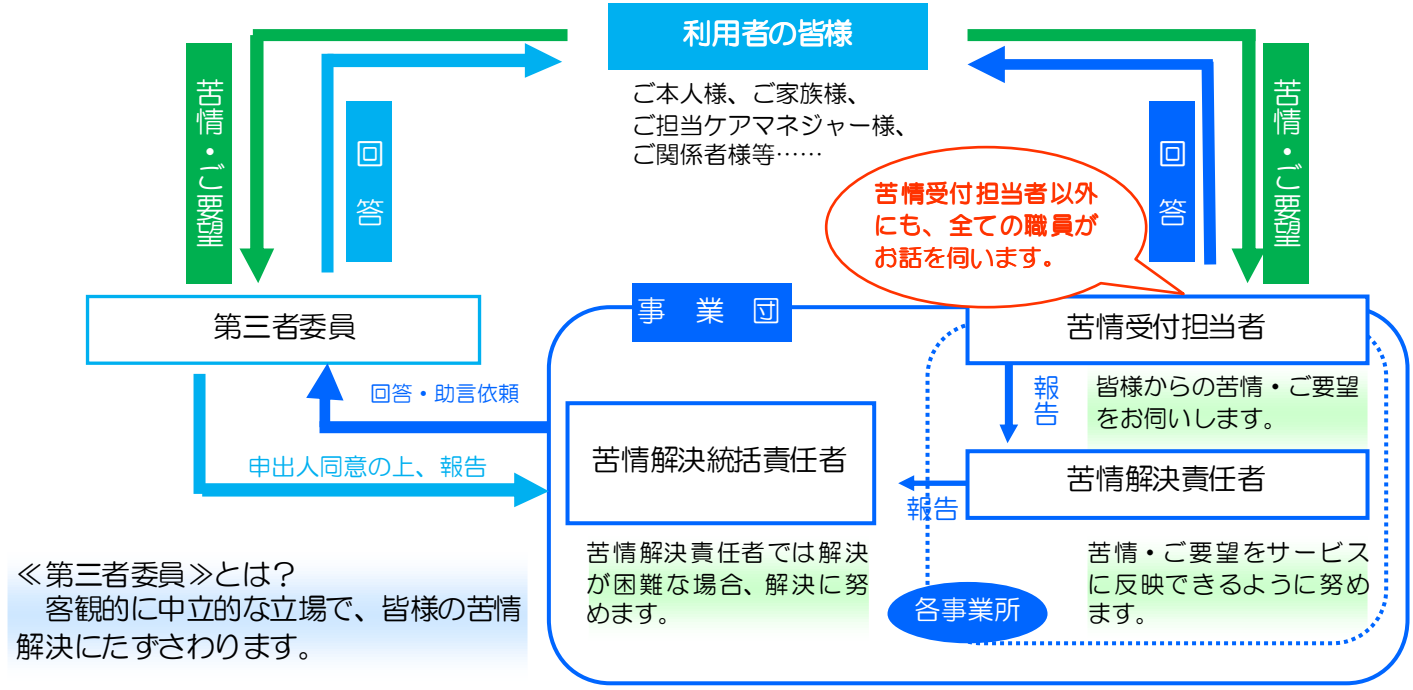 利用者の皆様
ご本人様、ご家族様、
ご担当ケアマネジャー様、
ご関係者様等……
苦情・ご要望
回答
回答
苦情・ご要望
苦情受付担当者以外
にも、全ての職員が
お話を伺います。
第三者委員
事業団
苦情受付担当者
回答・助言依頼
報告
皆様からの苦情・ご要望
をお伺いします。
申出人同意の上、報告
苦情解決統括責任者
報告
苦情解決責任者
苦情解決責任者では解決
が困難な場合、解決に努
めます。
苦情・ご要望をサービス
に反映できるように努め
ます。
各事業所
≪第三者委員≫とは？
客観的に中立的な立場で、皆様の苦情
解決にたずさわります。